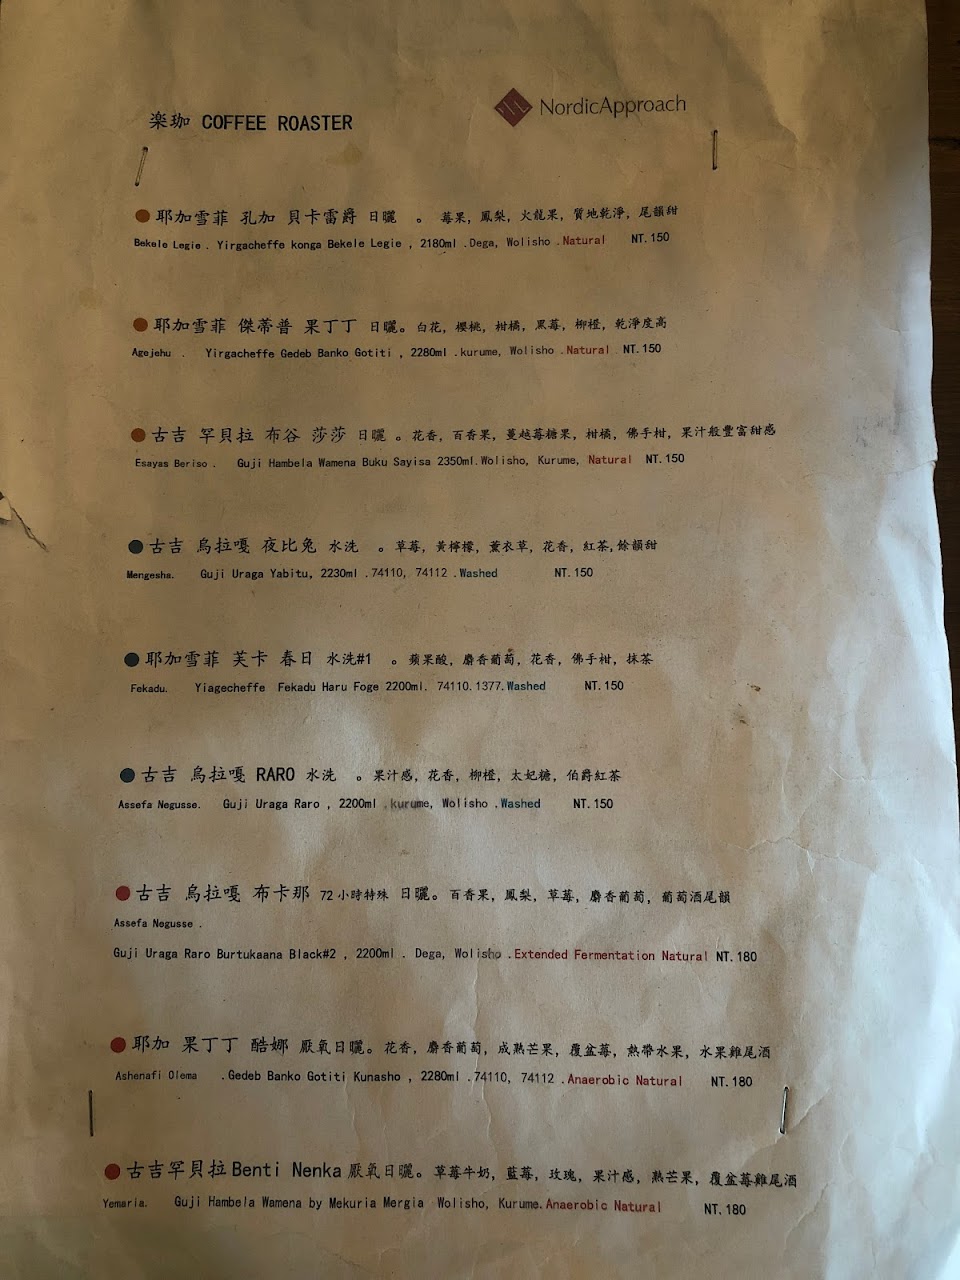 楽珈 COFFEE ROASTER
NordicApproach
耶加雪菲 孔加 貝卡雷爵 日曬 。 莓果, 鳳梨, 火龍果, 質地乾淨, 尾韻甜
Bekele Legie . Yirgacheffe konga Bekele Legie , 2180ml .Dega, Wolisho .Natural NT.150
耶加雪菲 傑蒂普 果丁丁 日曬。白花, 櫻桃, 柑橘, 黑莓, 柳橙, 乾淨度高
Agejehu . Yirgacheffe Gedeb Banko Gotiti , 2280ml .kurume, Wolisho .Natural NT.150
古吉 罕貝拉 布谷 莎莎 日曬 。花香, 百香果, 蔓越莓糖果, 柑橘, 佛手柑, 果汁般豐富甜感
Esayas Beriso . Guji Hambela Wamena Buku Sayisa 2350ml.Wolisho, Kurume, Natural NT.150
古吉 烏拉嘎 夜比兔 水洗 。草莓, 黃檸檬, 薰衣草, 花香, 紅茶,餘韻甜
Mengesha. Guji Uraga Yabitu, 2230ml .74110, 74112 .Washed NT.150
耶加雪菲 芙卡 春日 水洗#1 。蘋果酸, 麝香葡萄, 花香, 佛手柑, 抹茶
Fekadu. Yiagecheffe Fekadu Haru Foge 2200ml. 74110.1377.Washed NT.150
古吉 烏拉嘎 RARO 水洗 。果汁感, 花香, 柳橙, 太妃糖, 伯爵紅茶
Assefa Negusse. Guji Uraga Raro , 2200ml .kurume, Wolisho .Washed NT.150
古吉 烏拉嘎 布卡那 72小時特殊 日曬。百香果, 鳳梨, 草莓, 麝香葡萄, 葡萄酒尾韻
Assefa Negusse .
Guji Uraga Raro Burtukaana Black#2 , 2200ml . Dega, Wolisho .Extended Fermentation Natural NT.180
耶加 果丁丁 酷娜 厭氧日曬。花香, 麝香葡萄, 成熟芒果, 覆盆莓, 熱帶水果, 水果雞尾酒
Ashenafi Olema .Gedeb Banko Gotiti Kunasho , 2280ml .74110, 74112 .Anaerobic Natural NT.180
古吉罕貝拉Benti Nenka厭氧日曬。草莓牛奶, 藍莓, 玫瑰, 果汁感, 熟芒果, 覆盆莓雞尾酒
Yemaria. Guji Hambela Wamena by Mekuria Mergia Wolisho, Kurume.Anaerobic Natural NT.180